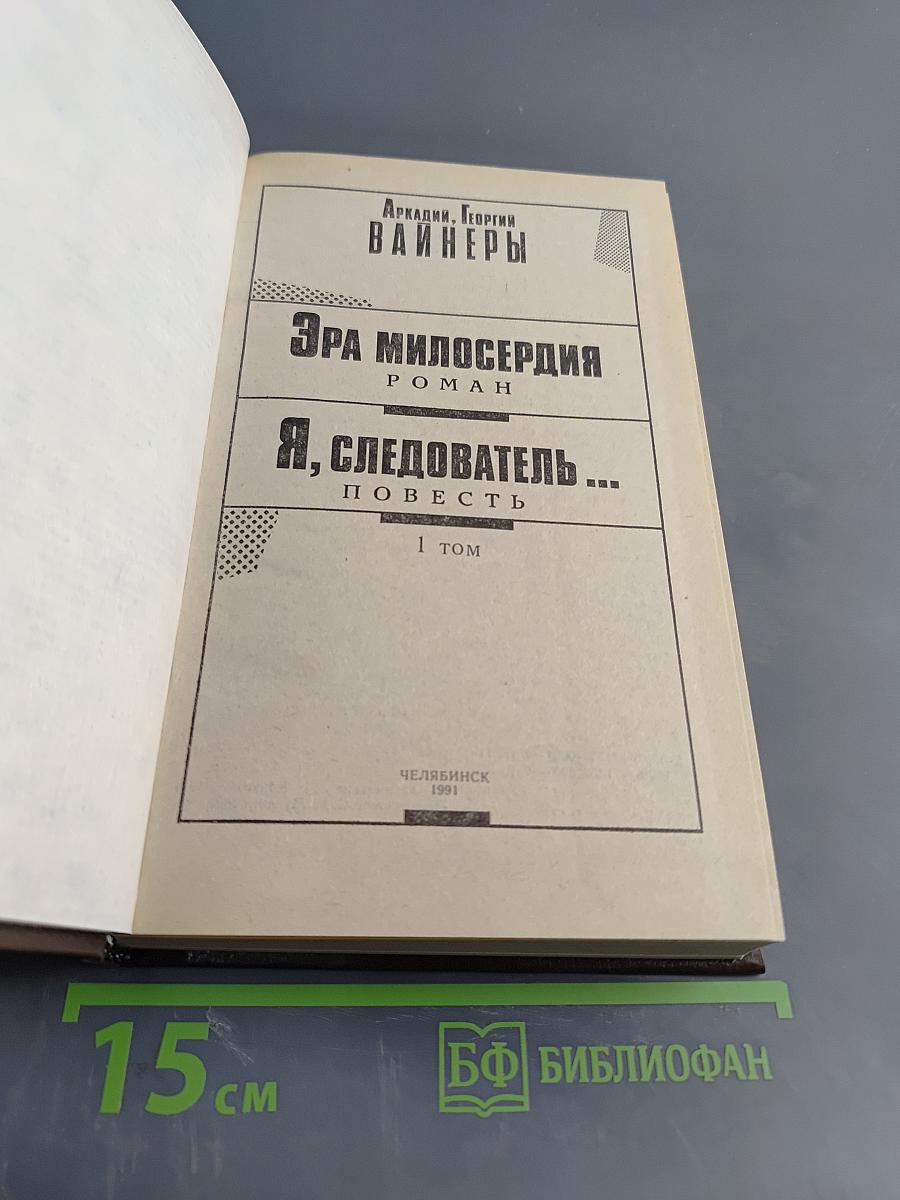 Аркадий, Георгий
ВАЙНЕРЫ
ЭРА МИЛОСЕРДИЯ
РОМАН
Я, СЛЕДОВАТЕЛЬ...
ПОВЕСТЬ
1 ТОМ
ЧЕЛЯБИНСК
1991
15 СМ
БФ БИБЛИОФАН